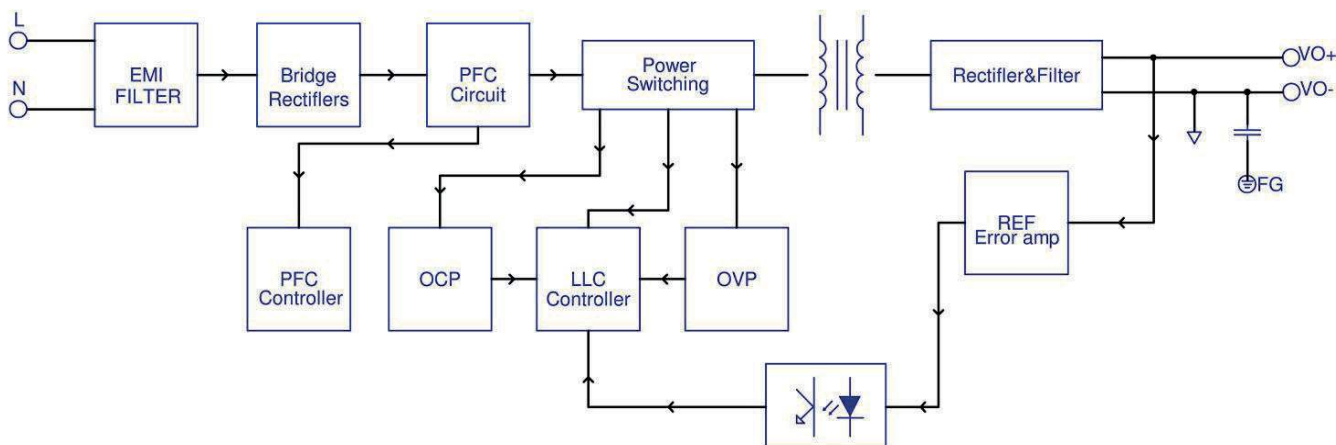 L
N
EMI
FILTER
Bridge
Rectiflers
PFC
Circuit
Power
Switching
Rectifler&Filter
VO+
VO-
FG
REF
Error amp
PFC
Controller
OCP
LLC
Controller
OVP